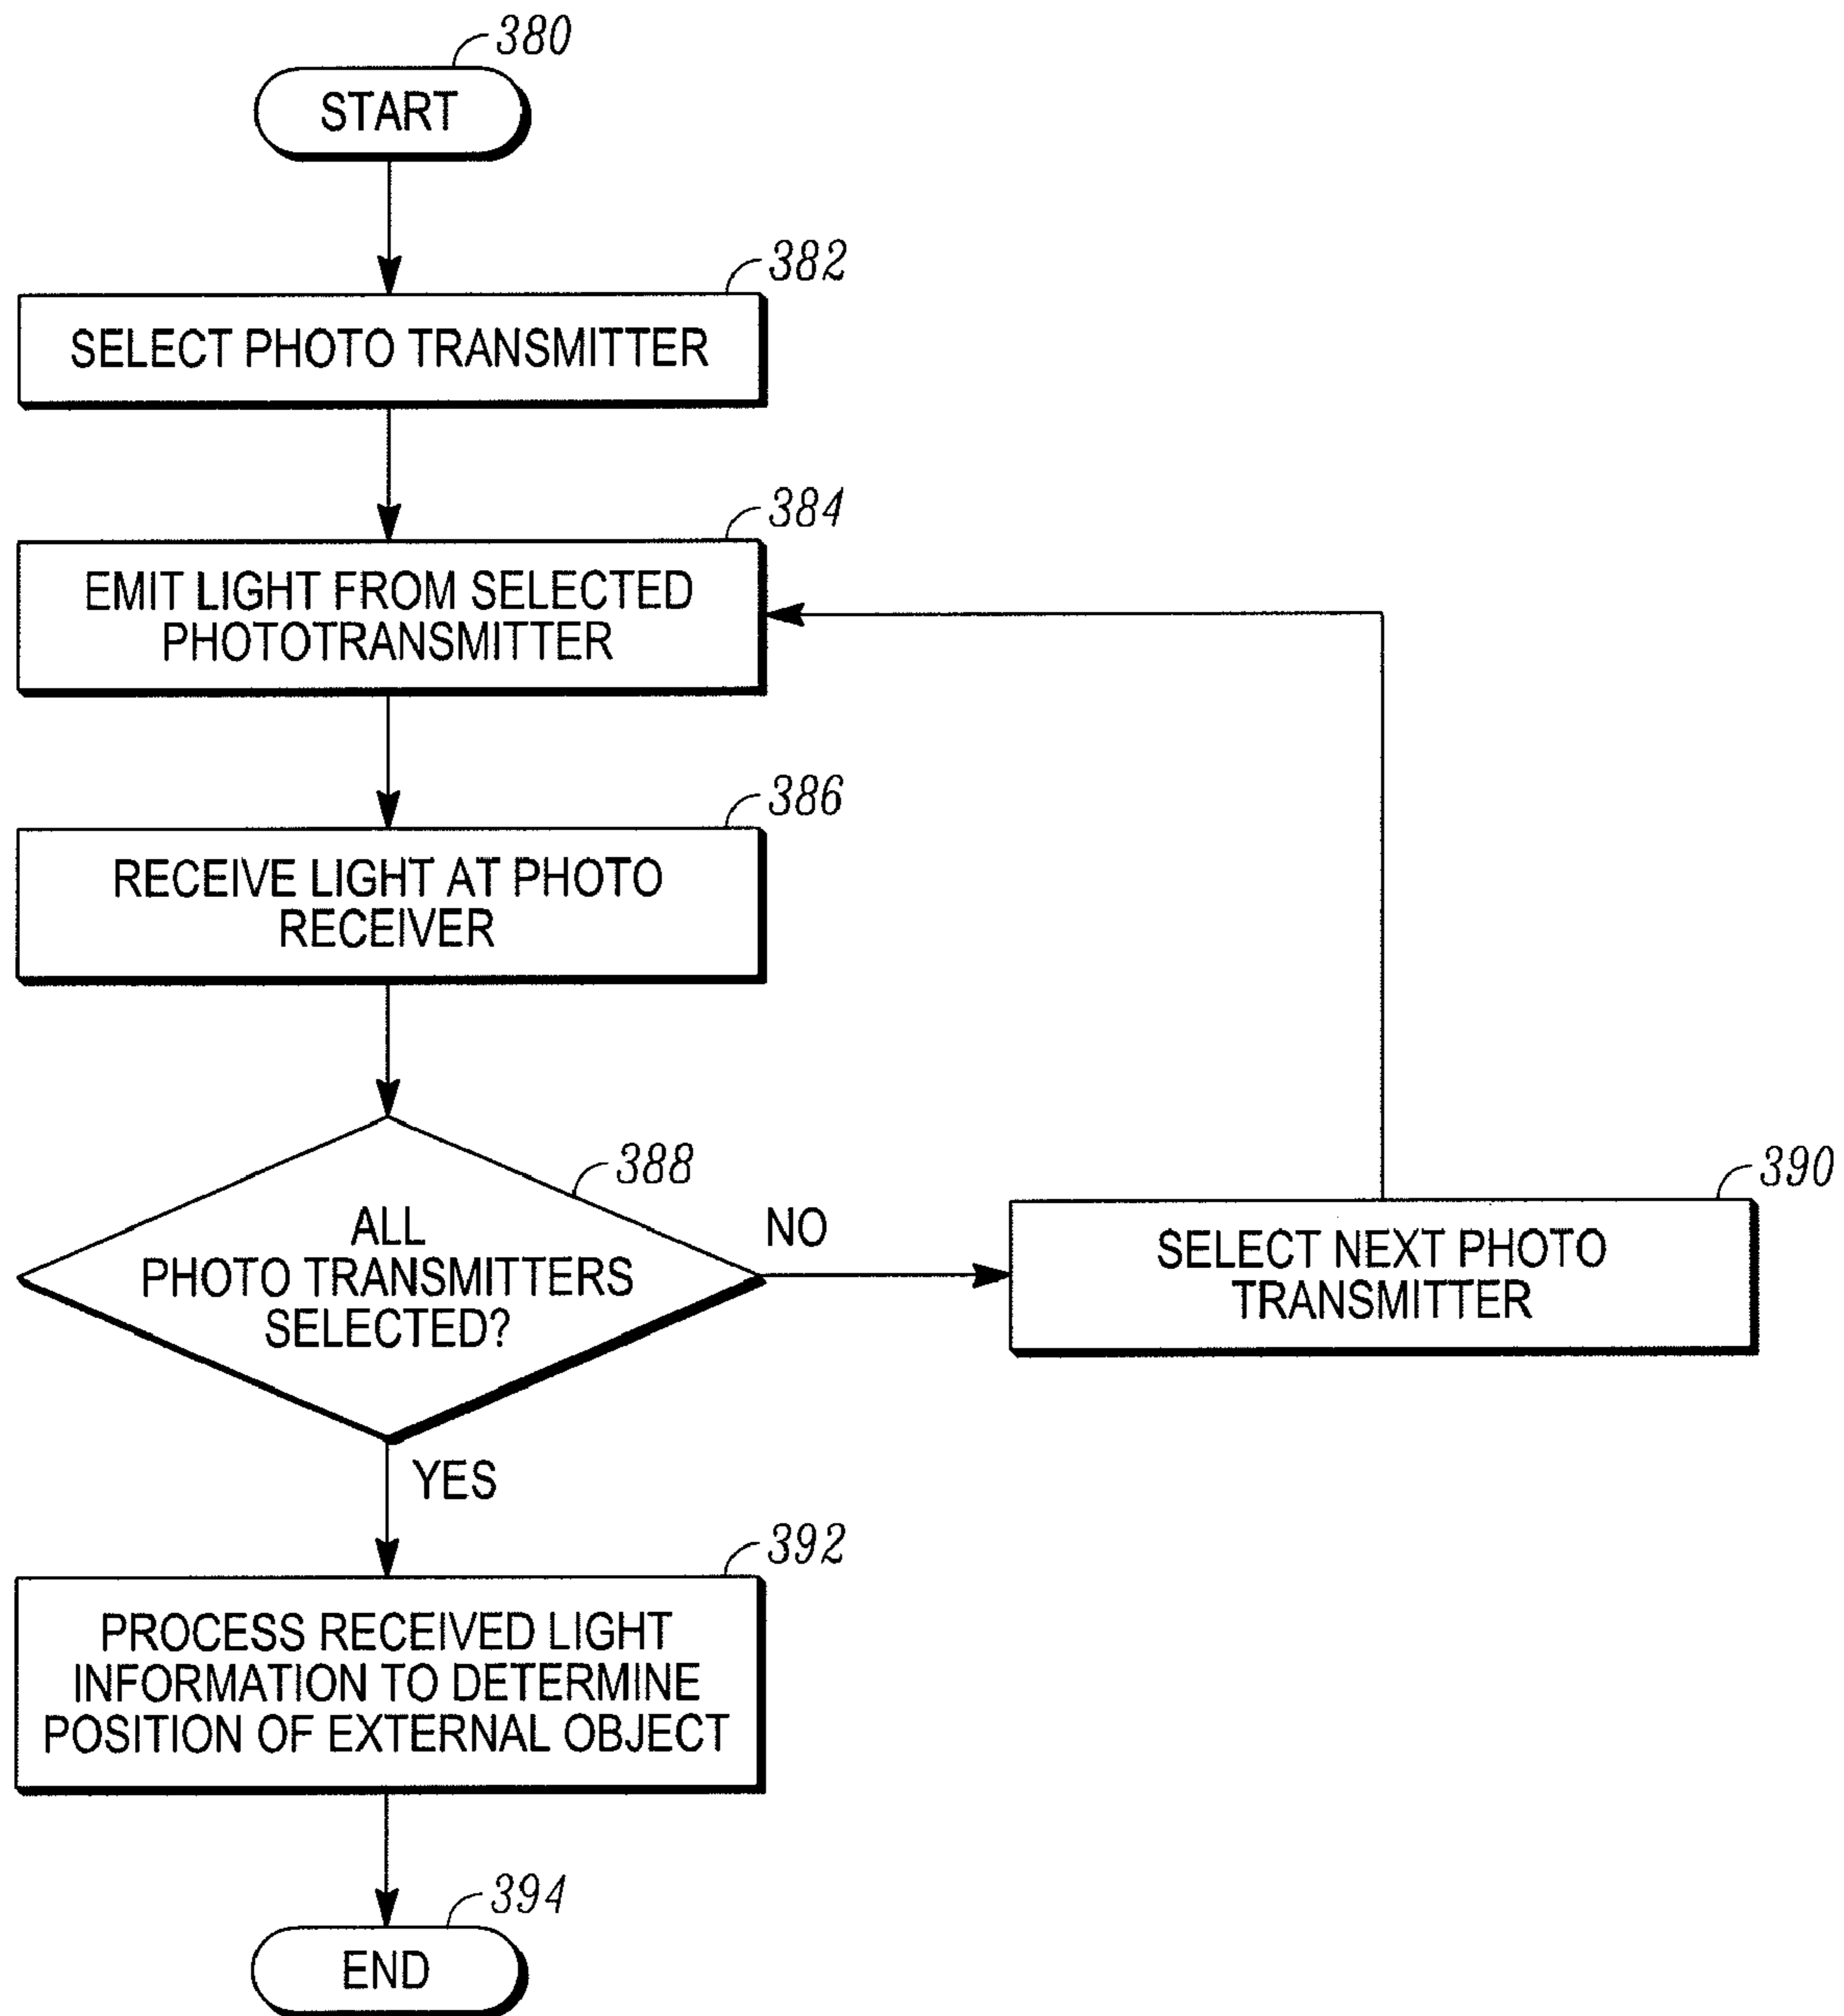 380
START
382
SELECT PHOTO TRANSMITTER
384
EMIT LIGHT FROM SELECTED
PHOTOTRANSMITTER
386
RECEIVE LIGHT AT PHOTO
RECEIVER
388
ALL
PHOTO TRANSMITTERS
SELECTED?
NO
390
SELECT NEXT PHOTO
TRANSMITTER
YES
392
PROCESS RECEIVED LIGHT
INFORMATION TO DETERMINE
POSITION OF EXTERNAL OBJECT
394
END